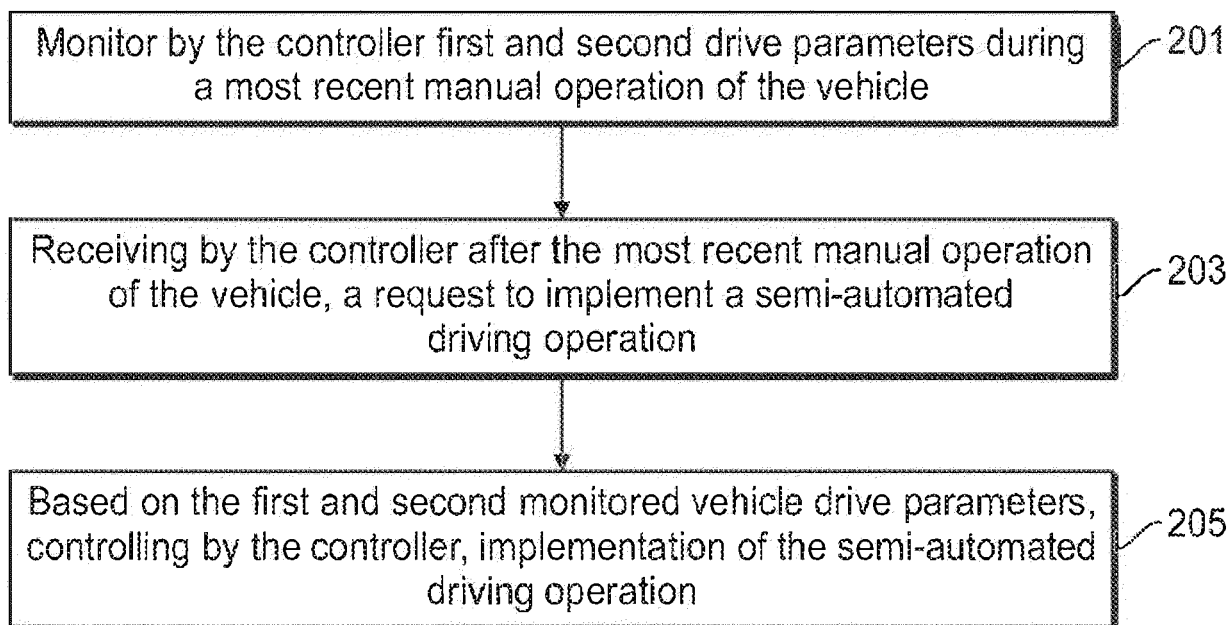 Monitor by the controller first and second drive parameters during
a most recent manual operation of the vehicle
201
Receiving by the controller after the most recent manual operation
of the vehicle, a request to implement a semi-automated
driving operation
203
Based on the first and second monitored vehicle drive parameters,
controlling by the controller, implementation of the semi-automated
driving operation
205